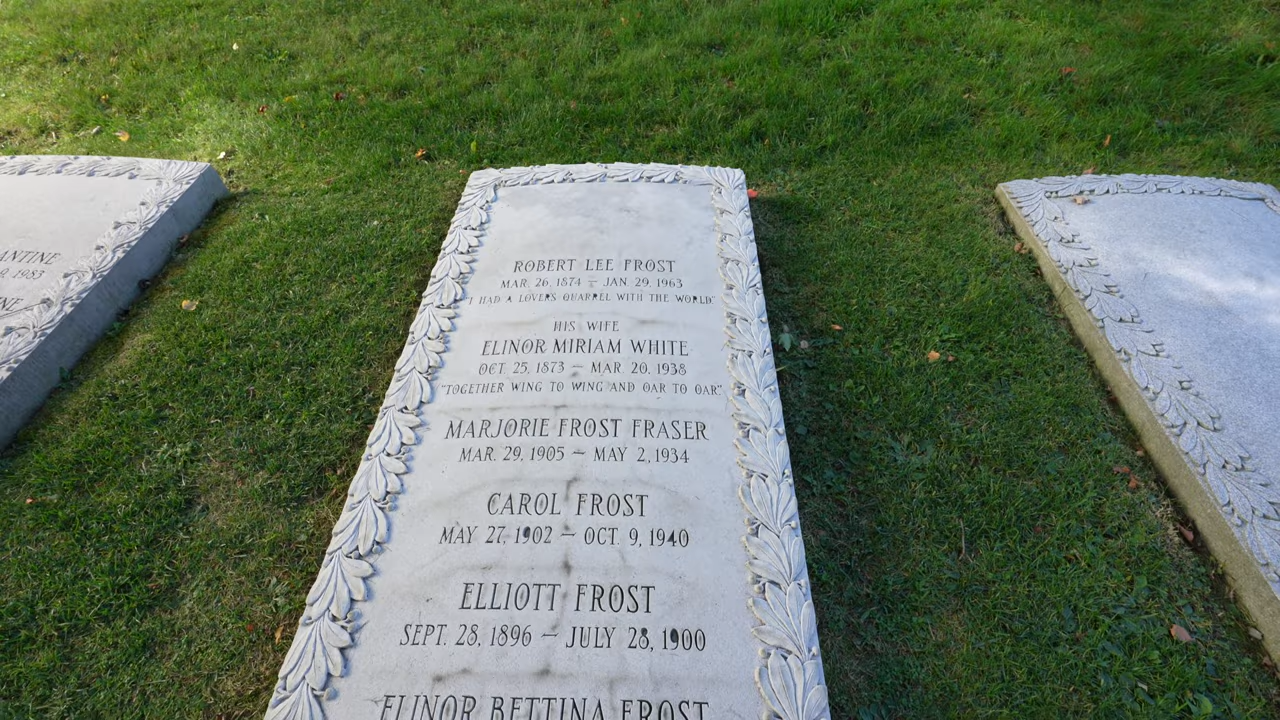 ANTINE
9, 1983
ROBERT LEE FROST
MAR. 26, 1874 – JAN. 29, 1963
"I HAD A LOVER'S QUARREL WITH THE WORLD."
HIS WIFE
ELINOR MIRIAM WHITE
OCT. 25, 1873 – MAR. 20, 1938
"TOGETHER WING TO WING AND OAR TO OAR."
MARJORIE FROST FRASER
MAR. 29, 1905 – MAY 2, 1934
CAROL FROST
MAY 27, 1902 – OCT. 9, 1940
ELLIOTT FROST
SEPT. 28, 1896 – JULY 28, 1900
ELINOR BETTINA FROST